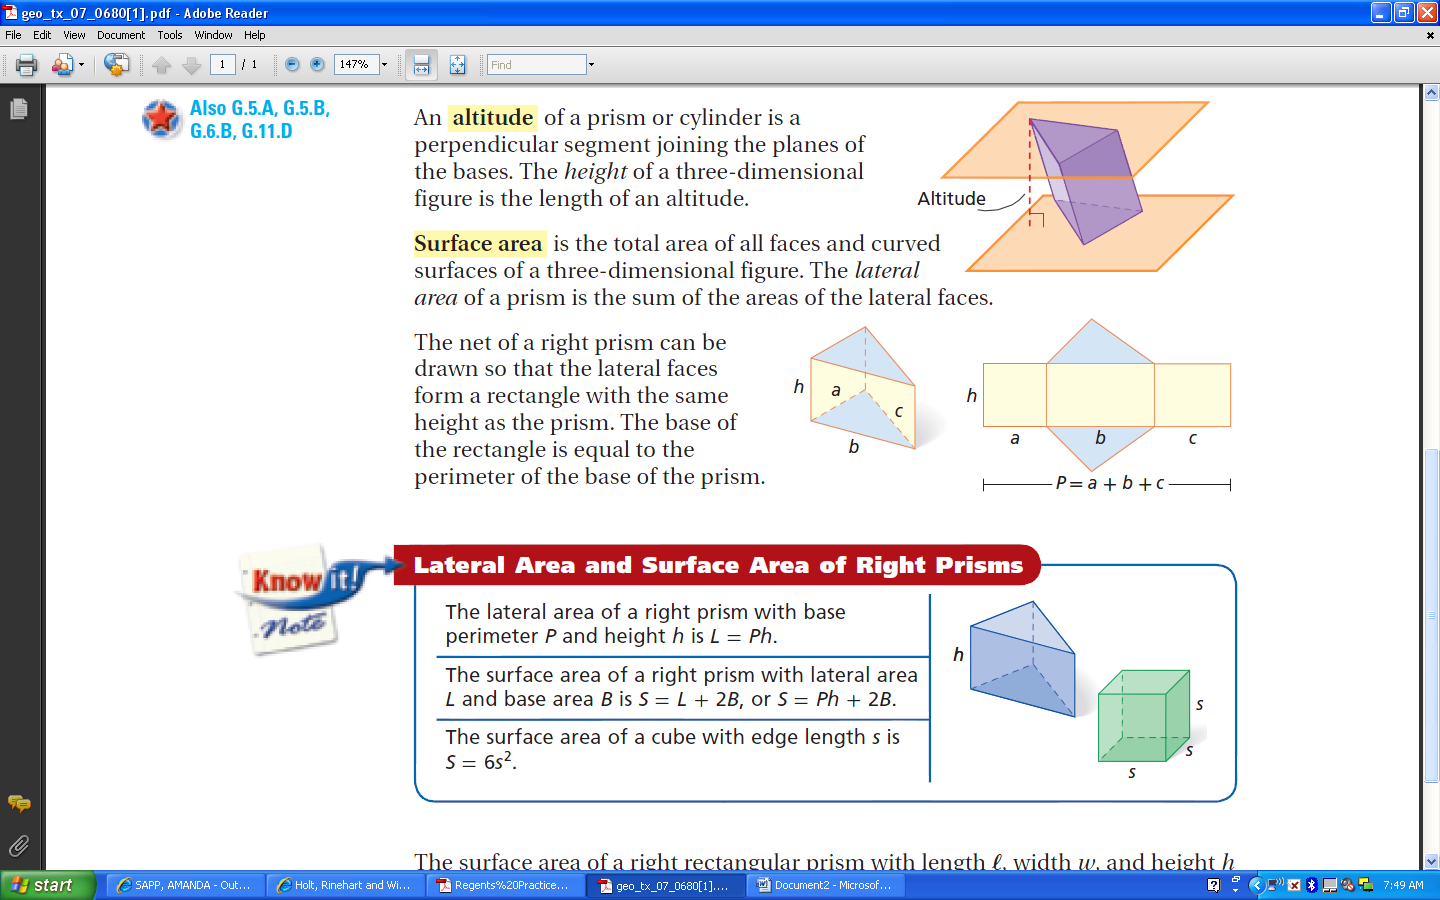 geo_tx_07_0680[1].pdf - Adobe Reader
File Edit View Document Tools Window Help
1 / 1 147% Find
Also G.5.A, G.5.B,
G.6.B, G.11.D
An altitude of a prism or cylinder is a
perpendicular segment joining the planes of
the bases. The height of a three-dimensional
figure is the length of an altitude.
Altitude
Surface area is the total area of all faces and curved
surfaces of a three-dimensional figure. The lateral
area of a prism is the sum of the areas of the lateral faces.
The net of a right prism can be
drawn so that the lateral faces
form a rectangle with the same
height as the prism. The base of
the rectangle is equal to the
perimeter of the base of the prism.
h a c b
h a b c
P = a + b + c
Know it!
Note
Lateral Area and Surface Area of Right Prisms
The lateral area of a right prism with base
perimeter P and height h is L = Ph.
The surface area of a right prism with lateral area
L and base area B is S = L + 2B, or S = Ph + 2B.
The surface area of a cube with edge length s is
S = 6s².
h
s
s
s
The surface area of a right rectangular prism with length ℓ, width w, and height h
start SAPP, AMANDA - Out... Holt, Rinehart and Wi... Regents%20Practice... geo_tx_07_0680[1].... Document2 - Microsof... 7:49 AM